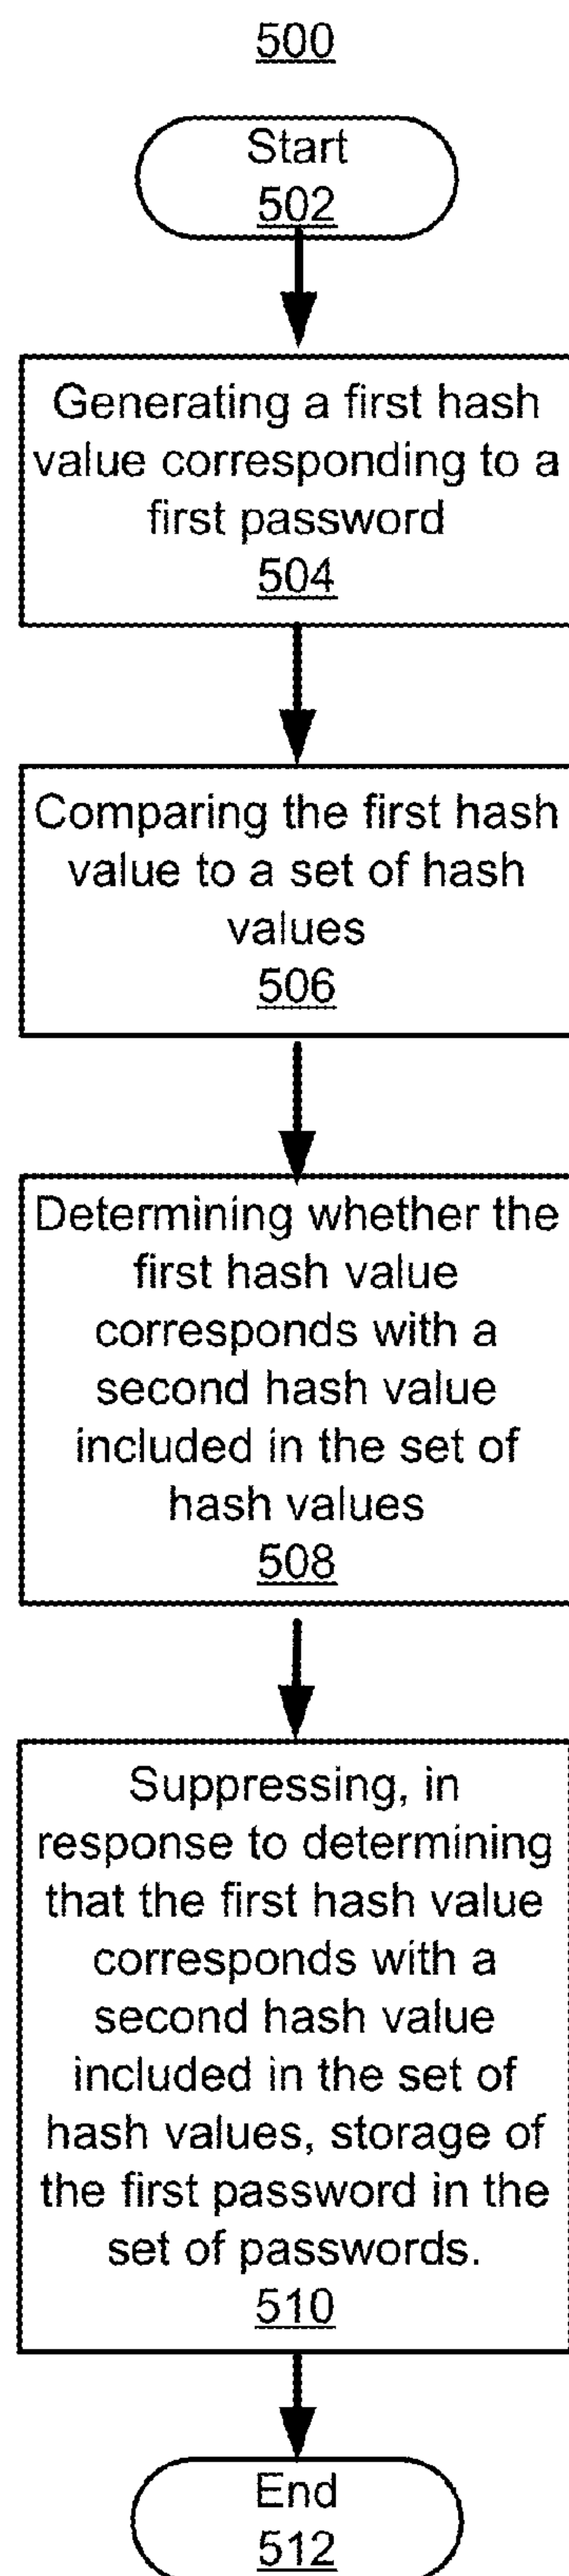 500
Start
502
Generating a first hash
value corresponding to a
first password
504
Comparing the first hash
value to a set of hash
values
506
Determining whether the
first hash value
corresponds with a
second hash value
included in the set of
hash values
508
Suppressing, in
response to determining
that the first hash value
corresponds with a
second hash value
included in the set of
hash values, storage of
the first password in the
set of passwords.
510
End
512